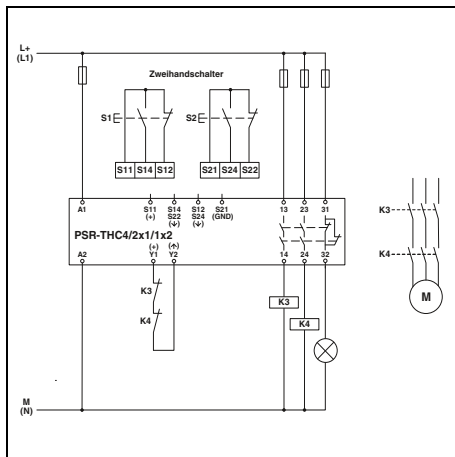 L+
(L1)
Zweihandschalter
S1
S2
S11 S14 S12
S21 S24 S22
A1
S11
(+)
S14
S22
(↓)
S12
S24
(↓)
S21
(GND)
13
23
31
PSR-THC4/2x1/1x2
(+)
(↑)
A2
Y1
Y2
14
24
32
K3
K4
K3
K4
K3
K4
M
M
(N)